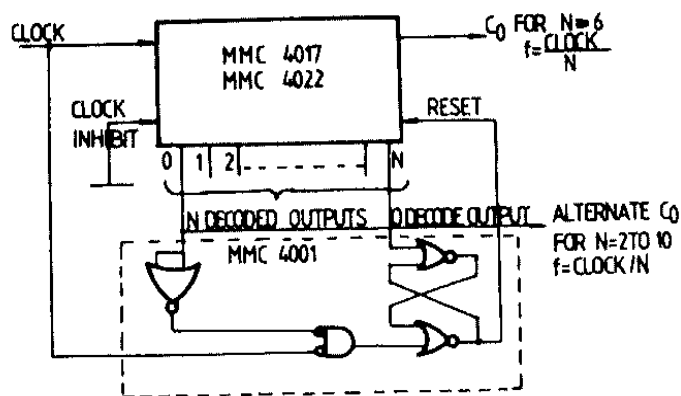 CLOCK
MMC 4017
MMC 4022
C0 FOR N=6
f=CLOCK/N
CLOCK
INHIBIT
RESET
0 1 2 N
N DECODED OUTPUTS
0 DECODE OUTPUT
ALTERNATE C0
FOR N=2 TO 10
f=CLOCK/N
MMC 4001